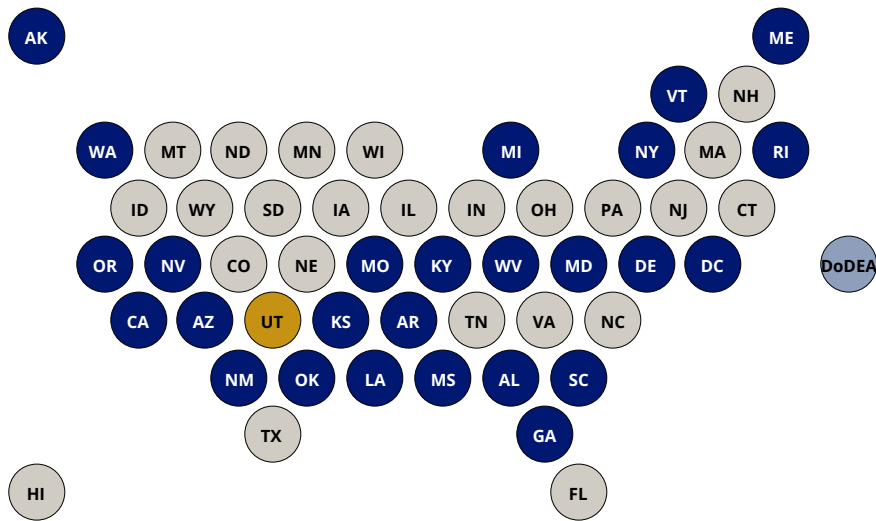 AK ME
VT NH
WA MT ND MN WI MI NY MA RI
ID WY SD IA IL IN OH PA NJ CT
OR NV CO NE MO KY WV MD DE DC DoDEA
CA AZ UT KS AR TN VA NC
NM OK LA MS AL SC
TX GA
HI FL